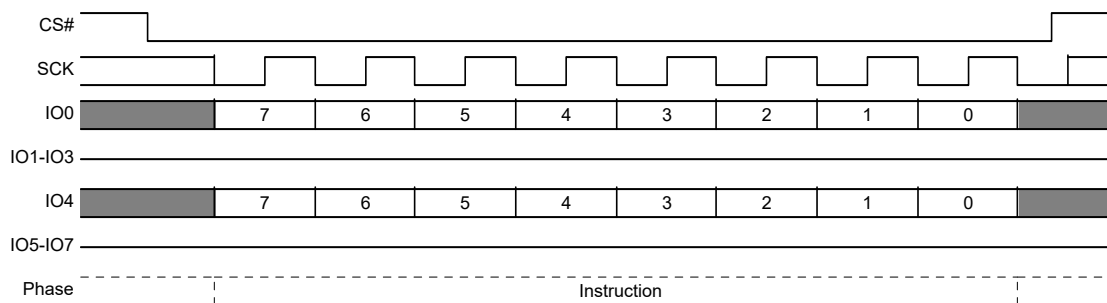 CS#
SCK
IO0 7 6 5 4 3 2 1 0
IO1-IO3
IO4 7 6 5 4 3 2 1 0
IO5-IO7
Phase Instruction